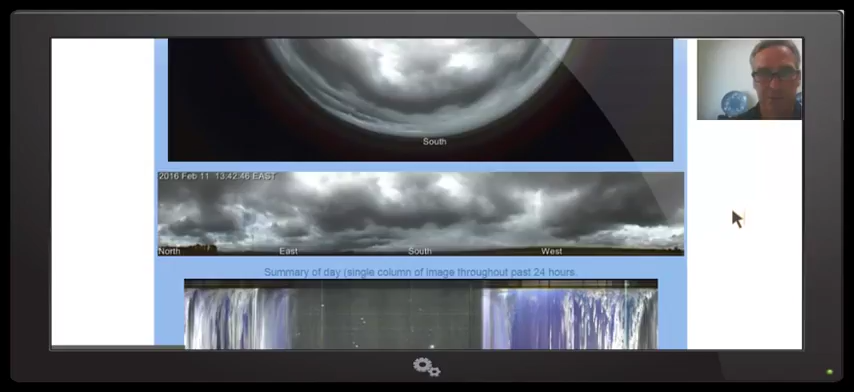 South
2016 Feb 11 13:42:46 EAST
North East South West
Summary of day (single column of image throughout past 24 hours.